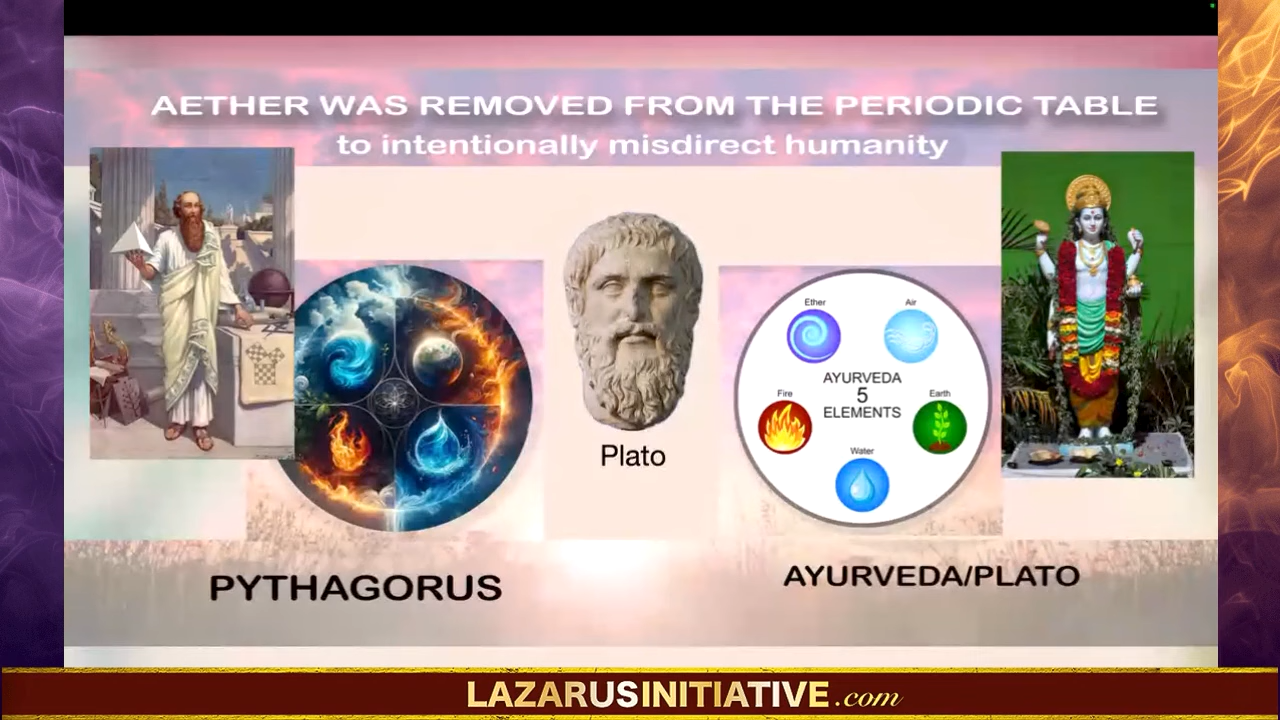 AETHER WAS REMOVED FROM THE PERIODIC TABLE
to intentionally misdirect humanity
Ether
Air
AYURVEDA
5
ELEMENTS
Fire
Earth
Water
Plato
PYTHAGORUS
AYURVEDA/PLATO
LAZARUSINITIATIVE.com